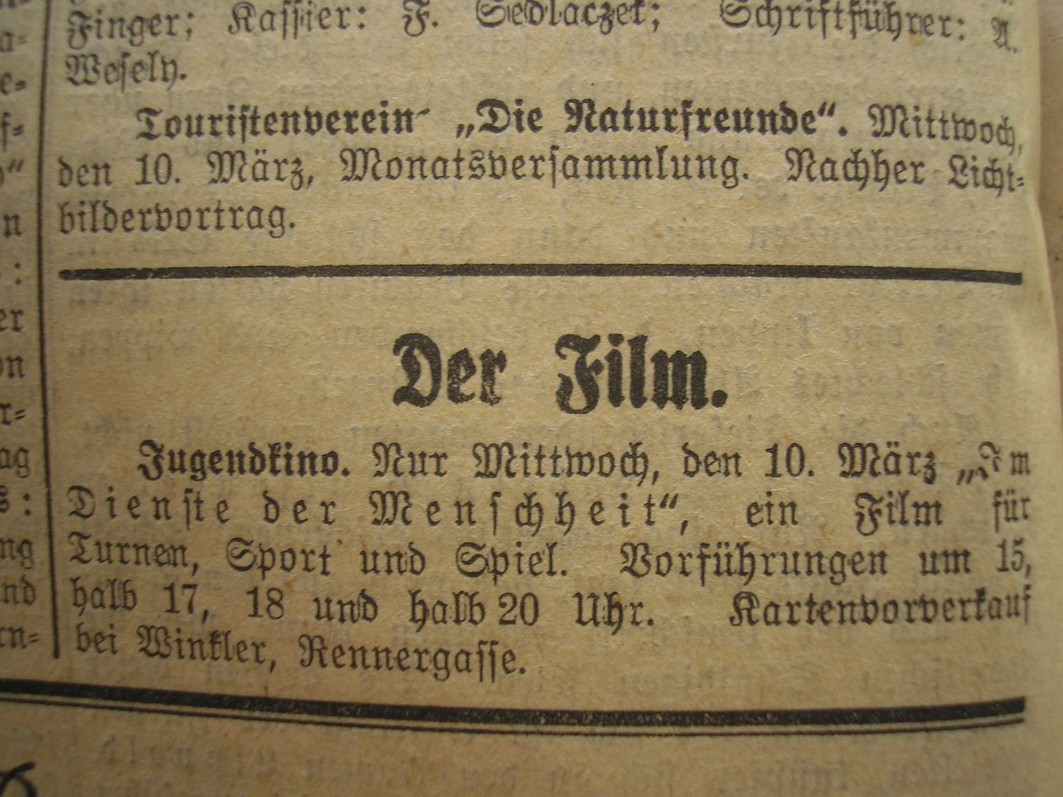 Finger; Kassier: F. Sedlaczek; Schriftführer: A.
Wesely.
Touristenverein „Die Naturfreunde“. Mittwoch,
den 10. März, Monatsversammlung. Nachher Licht-
bildervortrag.
Der Film.
Jugendkino. Nur Mittwoch, den 10. März „Im
Dienste der Menschheit“, ein Film für
Turnen, Sport und Spiel. Vorführungen um 15,
halb 17, 18 und halb 20 Uhr. Kartenvorverkauf
bei Winkler, Rennergasse.